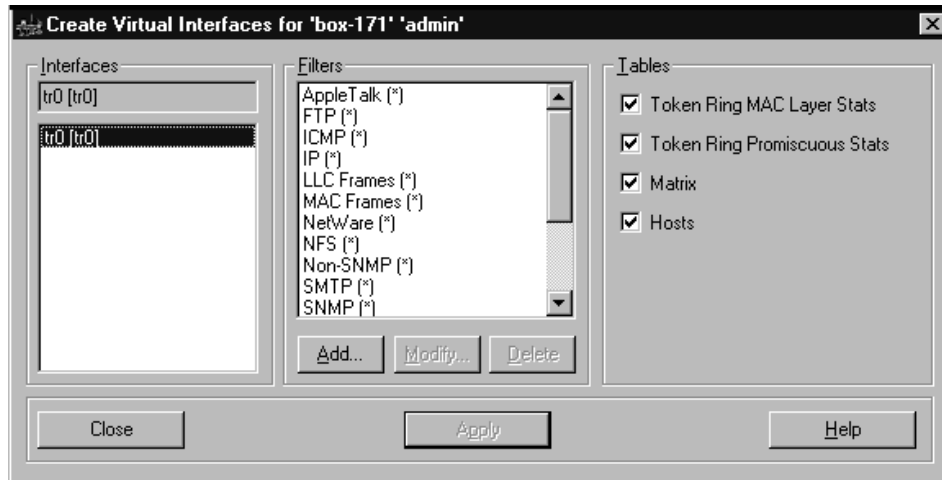 Create Virtual Interfaces for 'box-171' 'admin'
Interfaces
tr0 [tr0]
tr0 [tr0]
Filters
AppleTalk (*)
FTP (*)
ICMP (*)
IP (*)
LLC Frames (*)
MAC Frames (*)
NetWare (*)
NFS (*)
Non-SNMP (*)
SMTP (*)
SNMP (*)
Add...
Modify...
Delete
Tables
Token Ring MAC Layer Stats
Token Ring Promiscuous Stats
Matrix
Hosts
Close
Apply
Help